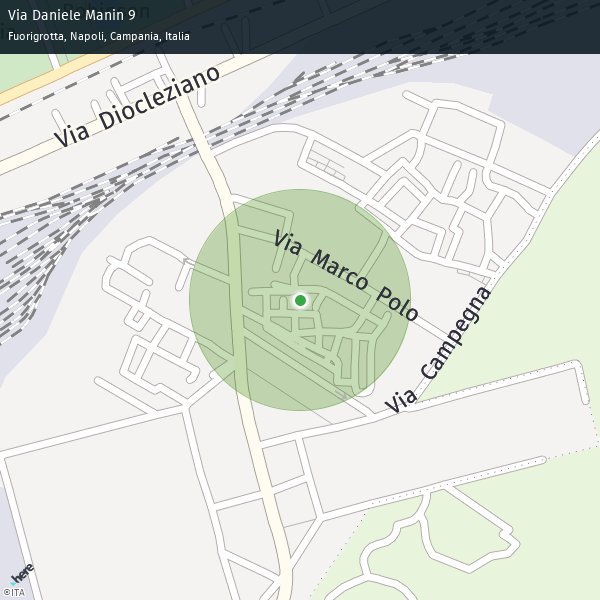 Via Daniele Manin 9
Fuorigrotta, Napoli, Campania, Italia
Via Diocleziano
Via Marco Polo
Via Campegna
here
©ITA